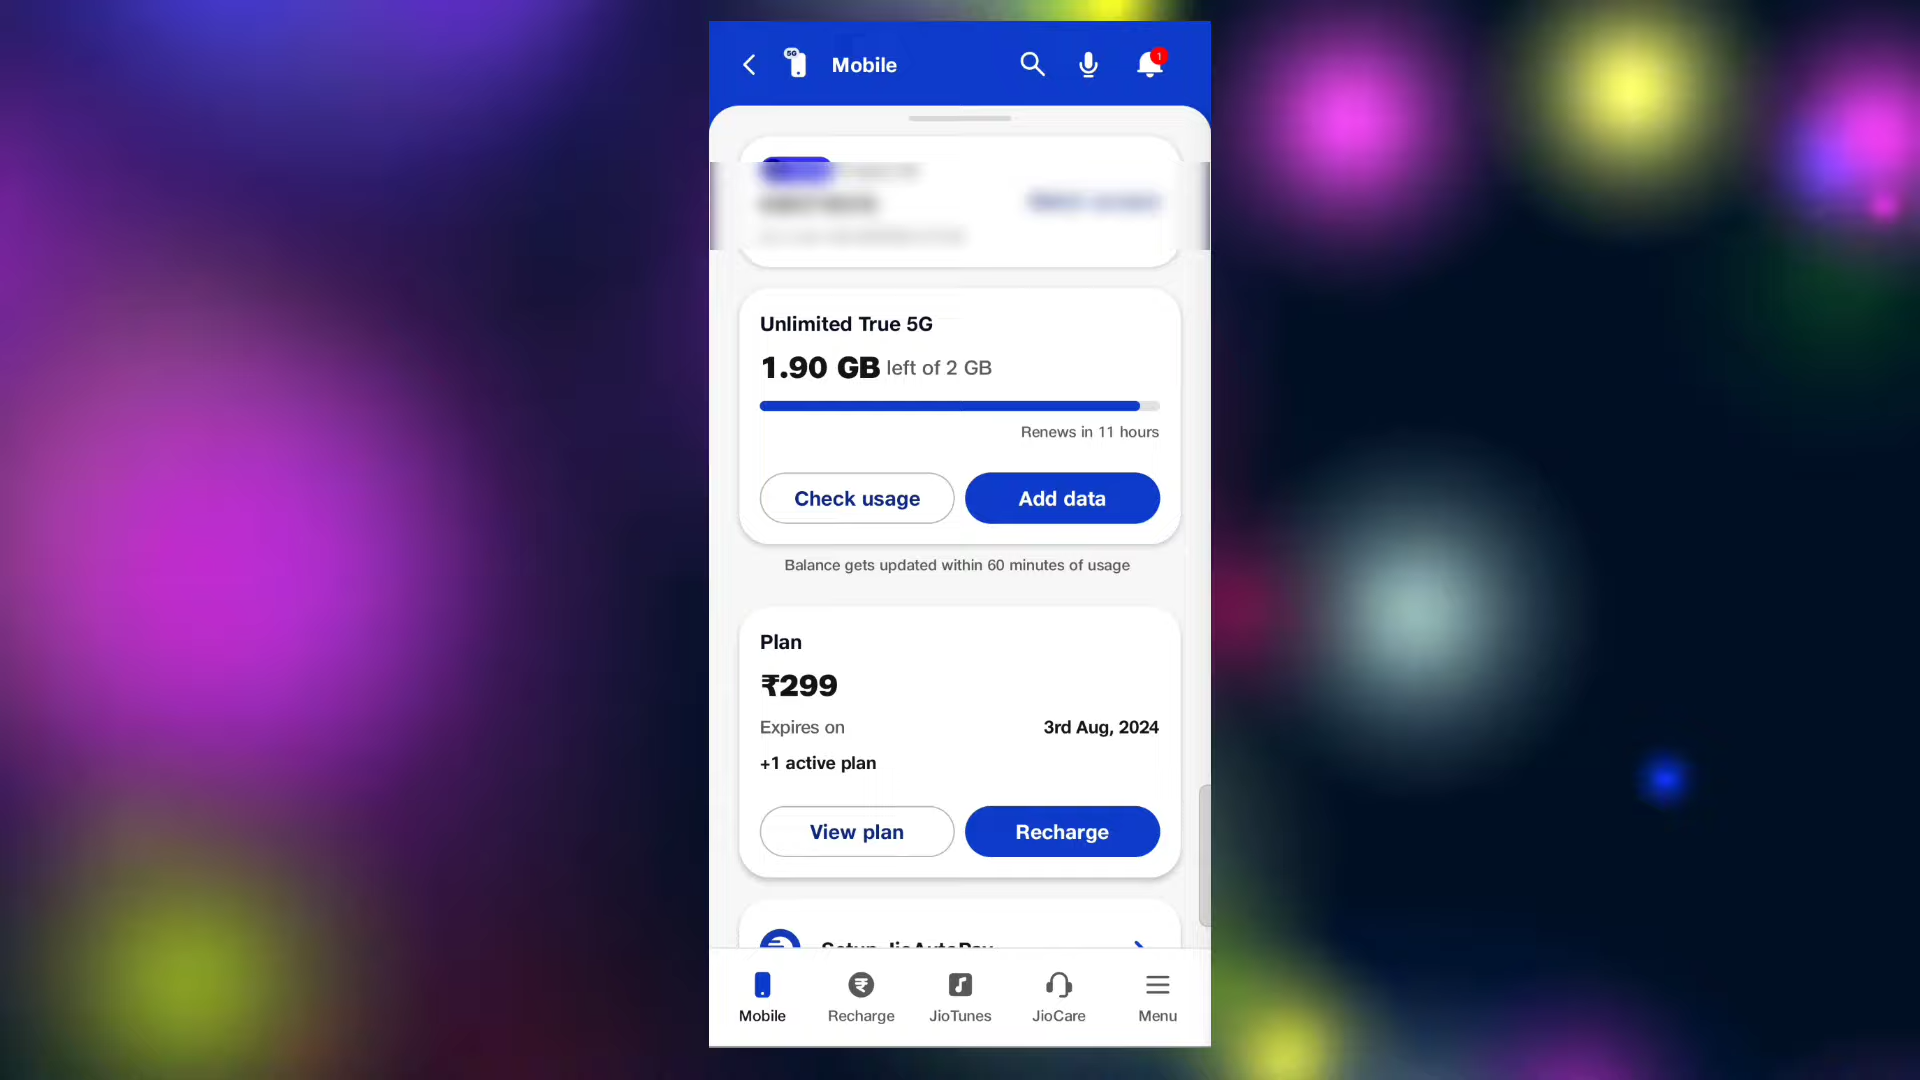 5G
Mobile
1
Unlimited True 5G
1.90 GB left of 2 GB
Renews in 11 hours
Check usage
Add data
Balance gets updated within 60 minutes of usage
Plan
₹299
Expires on
3rd Aug, 2024
+1 active plan
View plan
Recharge
Setup JioAutoPay
Mobile
Recharge
JioTunes
JioCare
Menu